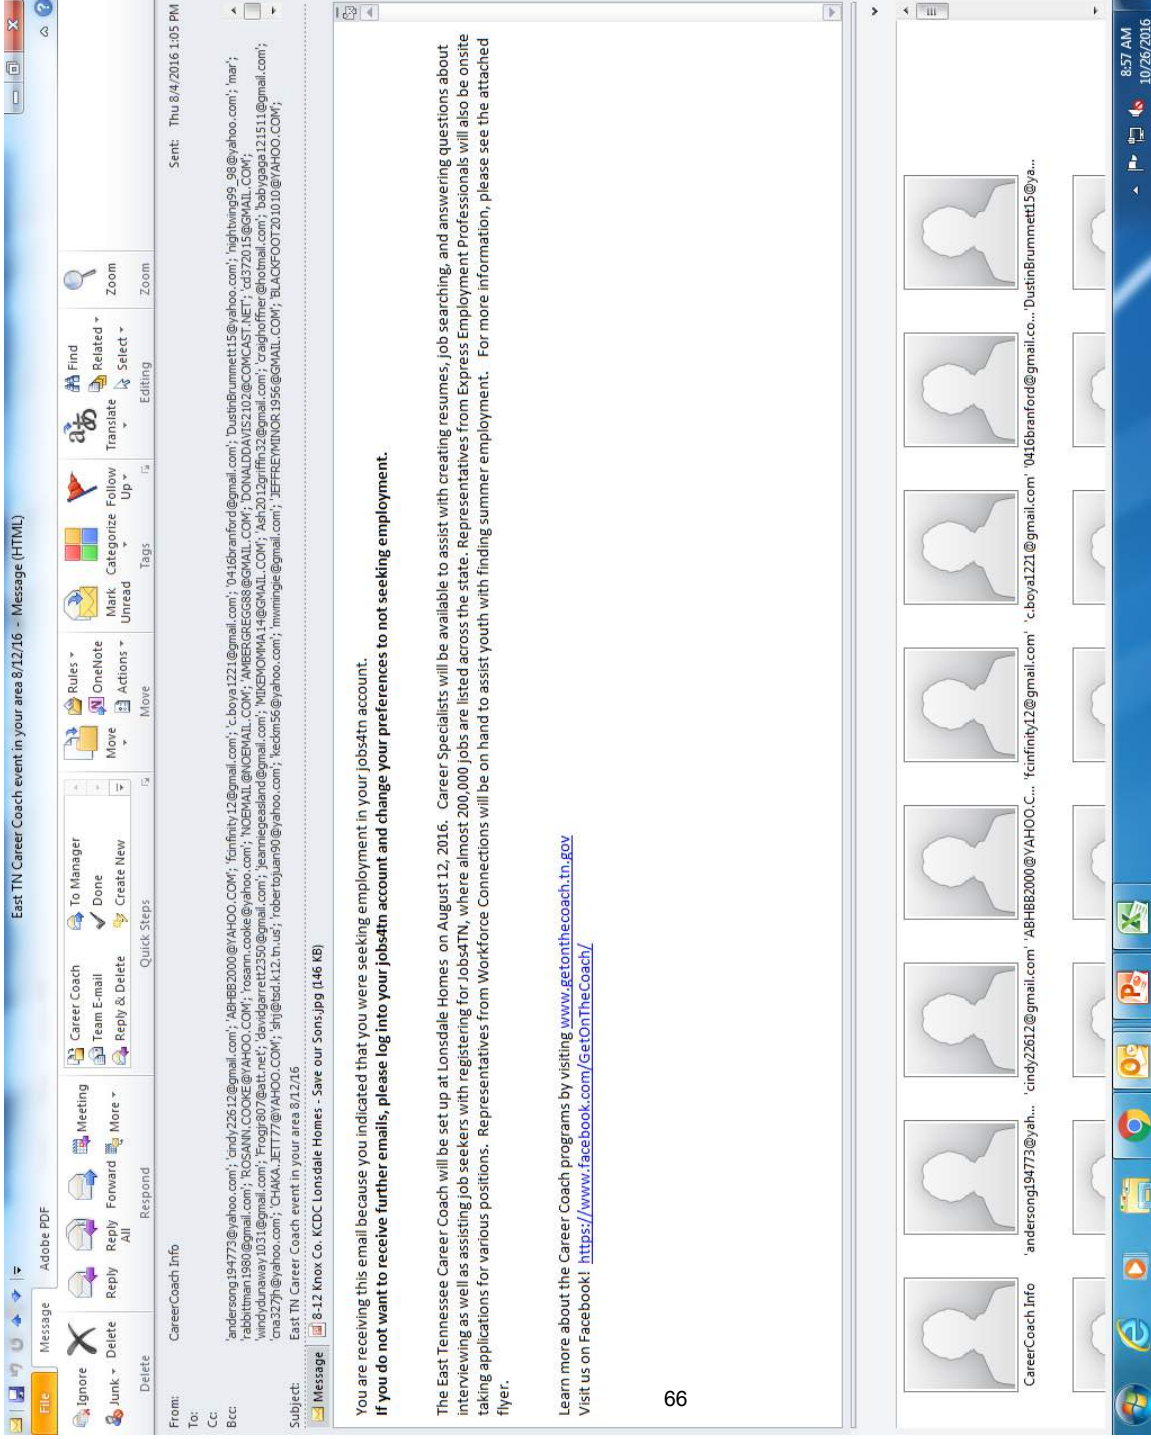 East TN Career Coach event in your area 8/12/16 - Message (HTML)
File Message Adobe PDF
Ignore
Junk Delete
Delete
Reply Reply All Forward Meeting More
Respond
Career Coach To Manager
Team E-mail Done
Reply & Delete Create New
Quick Steps
Move Rules
OneNote
Actions
Move
Mark Unread Categorize Follow Up
Tags
Translate Find
Related
Select
Editing
Zoom
Zoom
From: CareerCoach Info Sent: Thu 8/4/2016 1:05 PM
To:
Cc:
Bcc: 'andersong194773@yahoo.com'; 'cindy22612@gmail.com'; 'ABHBB2000@YAHOO.COM'; 'fcinfinity12@gmail.com'; 'c.boya1221@gmail.com'; '0416branford@gmail.com'; 'DustinBrummett15@yahoo.com'; 'nightwing99_98@yahoo.com'; 'mar';
'rabbittman1980@gmail.com'; 'ROSANN.COOKE@YAHOO.COM'; 'rosann.cooke@yahoo.com'; 'NOEMAIL@NOEMAIL.COM'; 'AMBERGREGG88@GMAIL.COM'; 'DONALDDAVIS2102@COMCAST.NET'; 'cd372015@GMAIL.COM';
'windydunaway1031@gmail.com'; 'Frogjr807@att.net'; 'davidgarrett2350@gmail.com'; 'jeanniegeasland@gmail.com'; 'MIKEMOMMA14@GMAIL.COM'; 'Ash2012griffin32@gmail.com'; 'craighoffner@hotmail.com'; 'babygaga121511@gmail.com';
'cna327jh@yahoo.com'; 'CHAKA.JETT77@YAHOO.COM'; 'shj@tsd.k12.tn.us'; 'robertojuan90@yahoo.com'; 'keckm56@yahoo.com'; 'mwmingie@gmail.com'; 'JEFFREYMINOR1956@GMAIL.COM'; 'BLACKFOOT201010@YAHOO.COM';
Subject: East TN Career Coach event in your area 8/12/16
Message 8-12 Knox Co. KCDC Lonsdale Homes - Save our Sons.jpg (146 KB)
You are receiving this email because you indicated that you were seeking employment in your jobs4tn account.
If you do not want to receive further emails, please log into your jobs4tn account and change your preferences to not seeking employment.
The East Tennessee Career Coach will be set up at Lonsdale Homes on August 12, 2016. Career Specialists will be available to assist with creating resumes, job searching, and answering questions about
interviewing as well as assisting job seekers with registering for Jobs4TN, where almost 200,000 jobs are listed across the state. Representatives from Express Employment Professionals will also be onsite
taking applications for various positions. Representatives from Workforce Connections will be on hand to assist youth with finding summer employment. For more information, please see the attached
flyer.
Learn more about the Career Coach programs by visiting www.getonthecoach.tn.gov
Visit us on Facebook! https://www.facebook.com/GetOnTheCoach/
66
CareerCoach Info 'andersong194773@yah... 'cindy22612@gmail.com' 'ABHBB2000@YAHOO.C... 'fcinfinity12@gmail.com' 'c.boya1221@gmail.com' '0416branford@gmail.co... 'DustinBrummett15@ya...
8:57 AM
10/26/2016